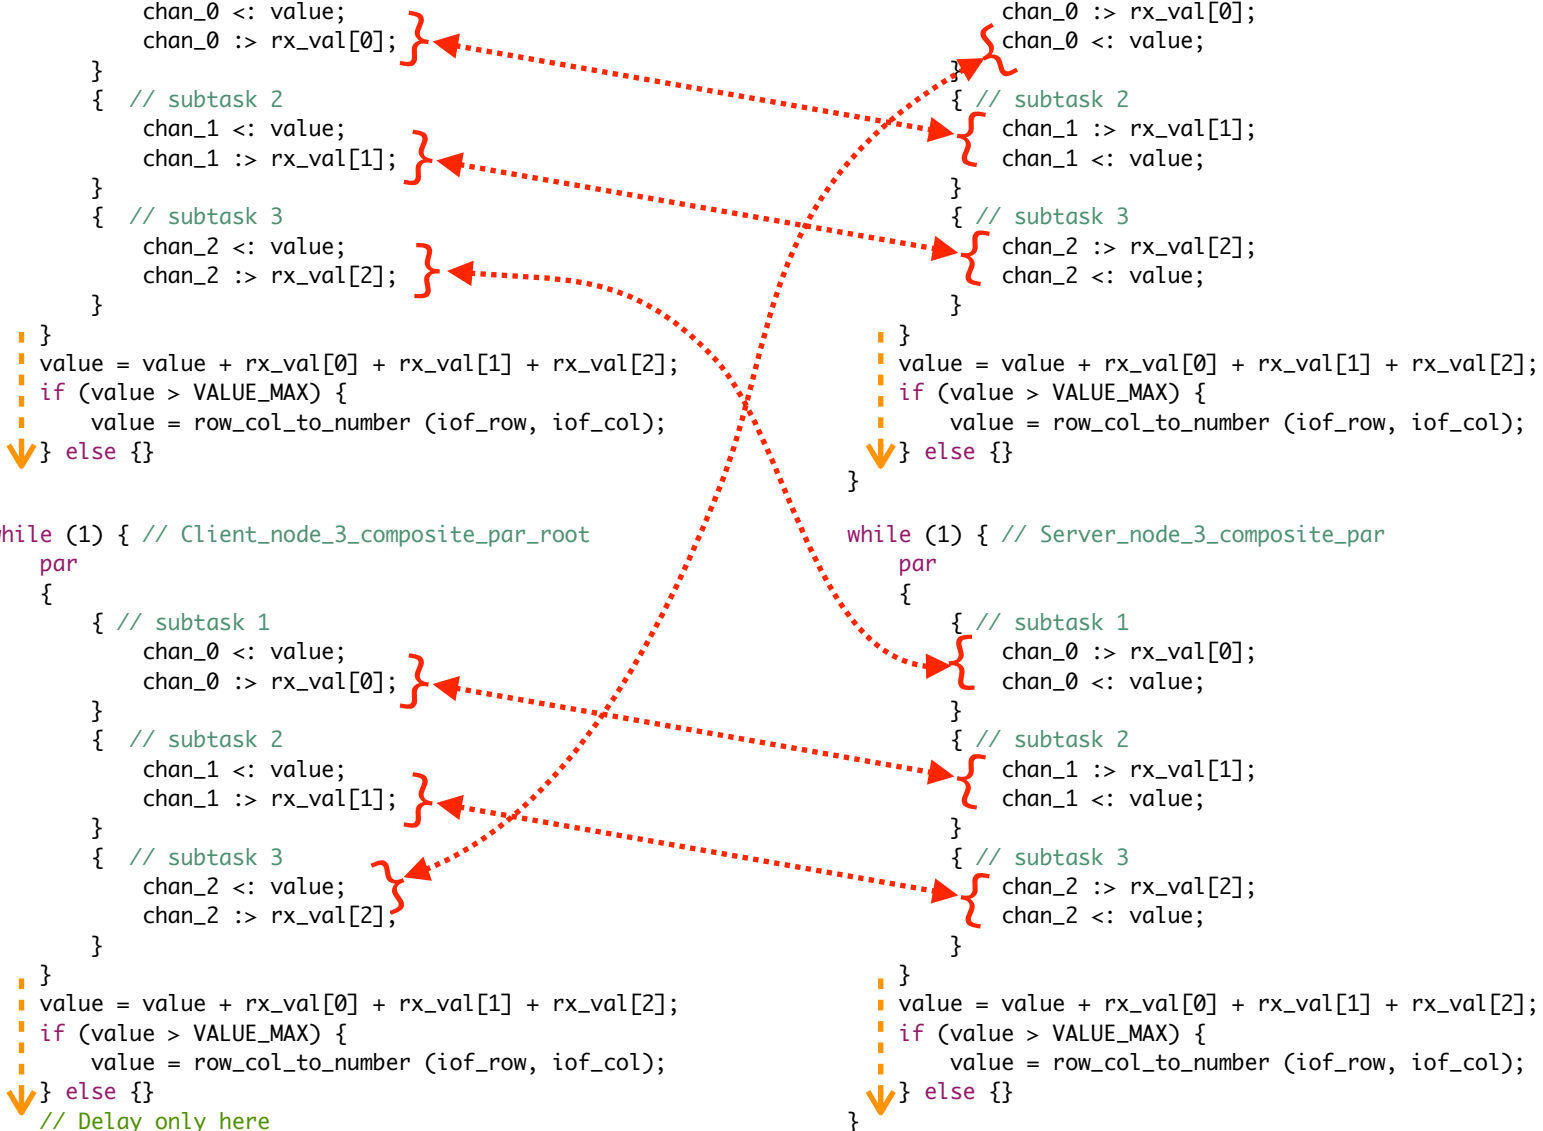 chan_0 <: value;
chan_0 :> rx_val[0];
}
{ // subtask 2
chan_1 <: value;
chan_1 :> rx_val[1];
}
{ // subtask 3
chan_2 <: value;
chan_2 :> rx_val[2];
}
}
value = value + rx_val[0] + rx_val[1] + rx_val[2];
if (value > VALUE_MAX) {
value = row_col_to_number (iof_row, iof_col);
} else {}
while (1) { // Client_node_3_composite_par_root
par
{
{ // subtask 1
chan_0 <: value;
chan_0 :> rx_val[0];
}
{ // subtask 2
chan_1 <: value;
chan_1 :> rx_val[1];
}
{ // subtask 3
chan_2 <: value;
chan_2 :> rx_val[2];
}
}
value = value + rx_val[0] + rx_val[1] + rx_val[2];
if (value > VALUE_MAX) {
value = row_col_to_number (iof_row, iof_col);
} else {}
// Delay only here
chan_0 :> rx_val[0];
chan_0 <: value;
}
{ // subtask 2
chan_1 :> rx_val[1];
chan_1 <: value;
}
{ // subtask 3
chan_2 :> rx_val[2];
chan_2 <: value;
}
}
value = value + rx_val[0] + rx_val[1] + rx_val[2];
if (value > VALUE_MAX) {
value = row_col_to_number (iof_row, iof_col);
} else {}
}
while (1) { // Server_node_3_composite_par
par
{
{ // subtask 1
chan_0 :> rx_val[0];
chan_0 <: value;
}
{ // subtask 2
chan_1 :> rx_val[1];
chan_1 <: value;
}
{ // subtask 3
chan_2 :> rx_val[2];
chan_2 <: value;
}
}
value = value + rx_val[0] + rx_val[1] + rx_val[2];
if (value > VALUE_MAX) {
value = row_col_to_number (iof_row, iof_col);
} else {}
}